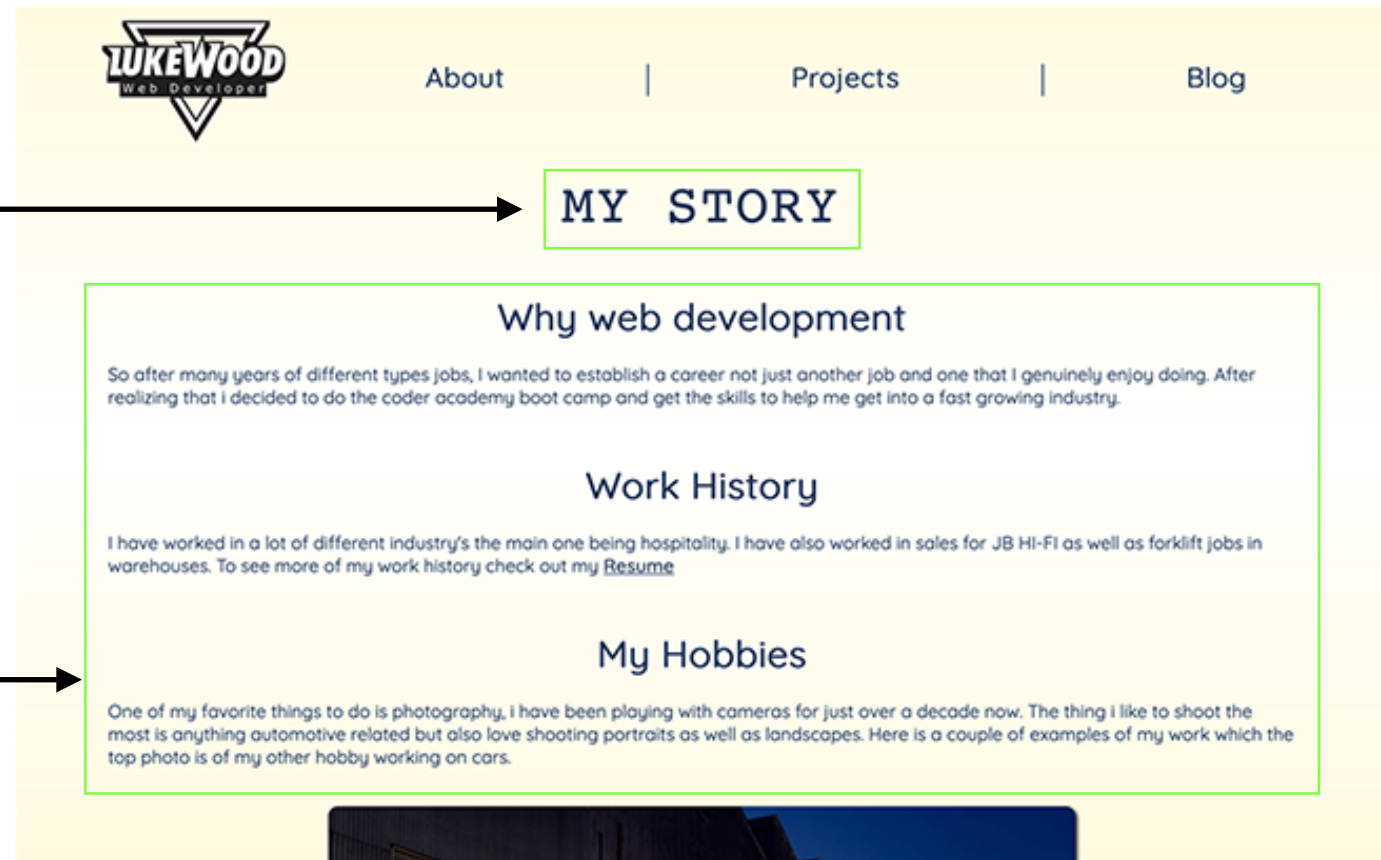 LUKEWOOD
Web Developer
About | Projects | Blog
MY STORY
Why web development
So after many years of different types jobs, I wanted to establish a career not just another job and one that I genuinely enjoy doing. After
realizing that i decided to do the coder academy boot camp and get the skills to help me get into a fast growing industry.
Work History
I have worked in a lot of different industry's the main one being hospitality. I have also worked in sales for JB HI-FI as well as forklift jobs in
warehouses. To see more of my work history check out my Resume
My Hobbies
One of my favorite things to do is photography, i have been playing with cameras for just over a decade now. The thing i like to shoot the
most is anything automotive related but also love shooting portraits as well as landscapes. Here is a couple of examples of my work which the
top photo is of my other hobby working on cars.